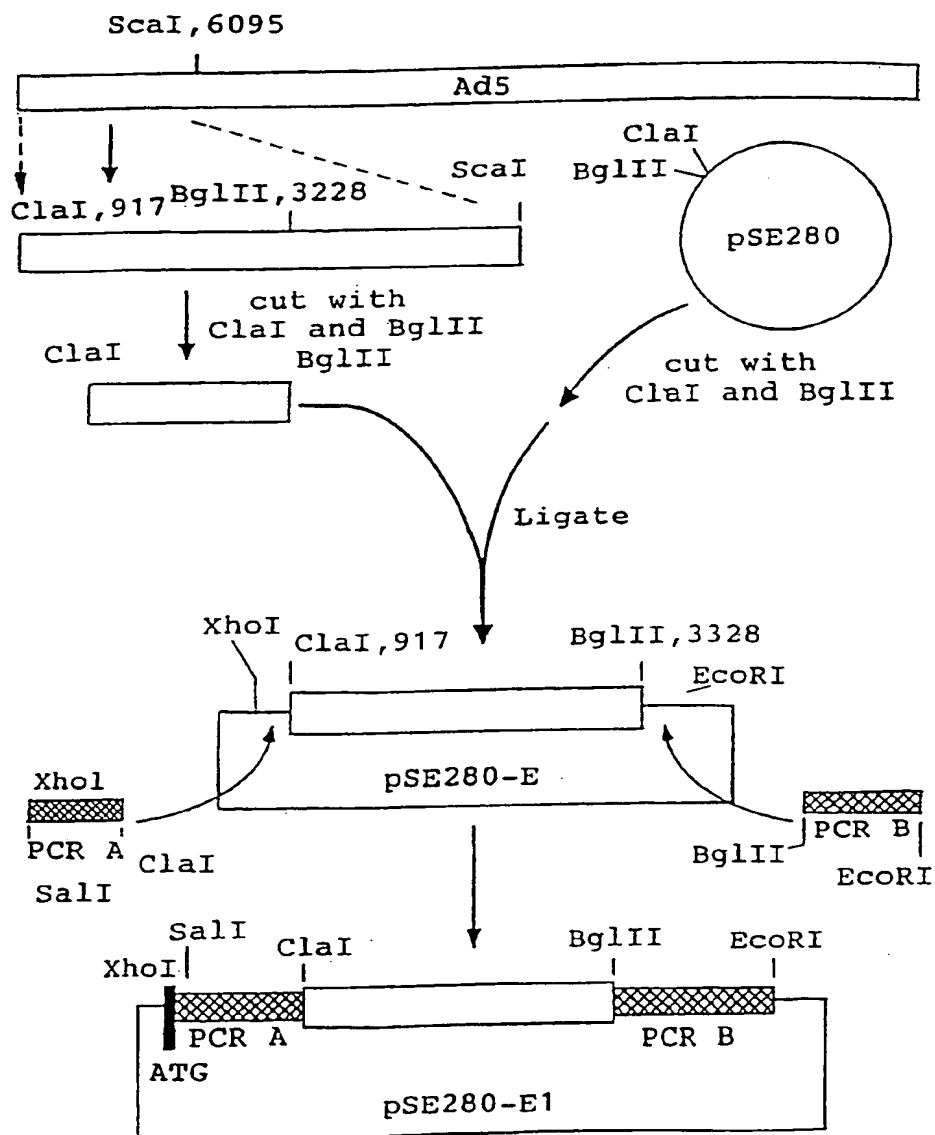 ScaI,6095
Ad5
ClaI
BglII
ScaI
ClaI,917
BglII,3228
pSE280
cut with
ClaI and BglII
ClaI
BglII
cut with
ClaI and BglII
Ligate
XhoI
ClaI,917
BglII,3328
EcoRI
pSE280-E
XhoI
PCR A
ClaI
SalI
PCR B
BglII
EcoRI
SalI
ClaI
BglII
EcoRI
XhoI
PCR A
PCR B
ATG
pSE280-E1